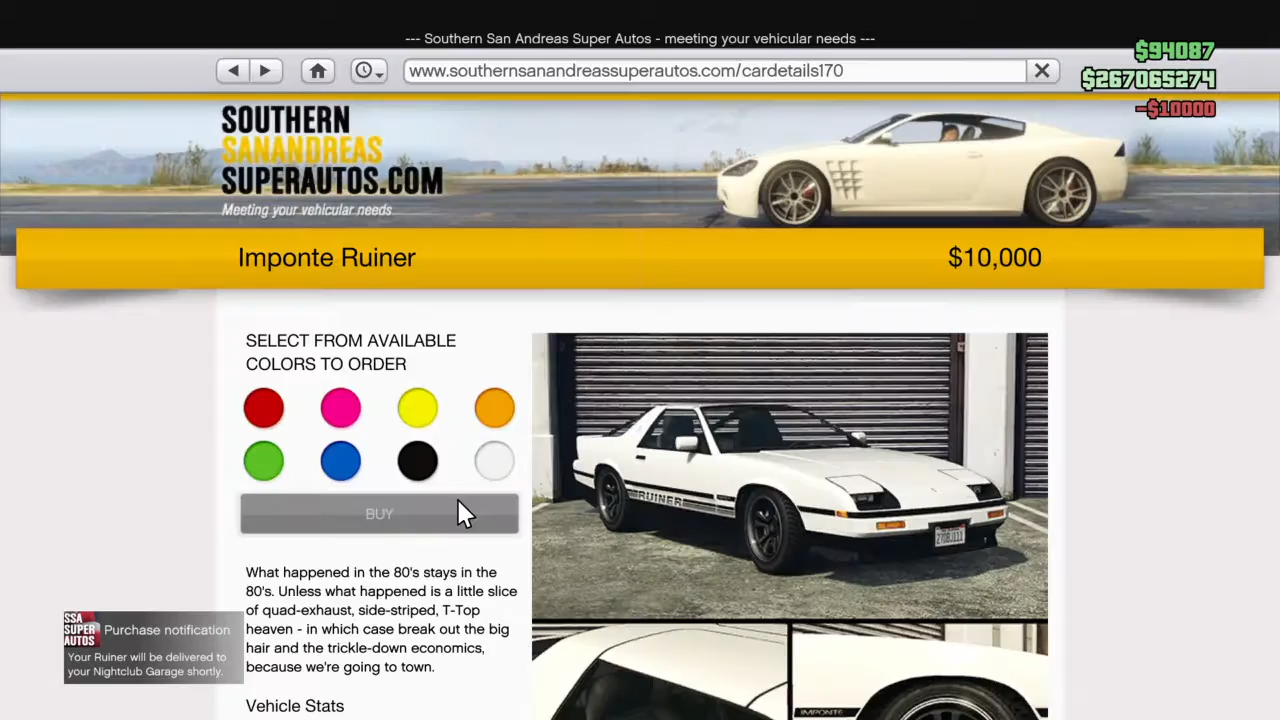 --- Southern San Andreas Super Autos - meeting your vehicular needs ---
$94087
www.southernsanandreassuperautos.com/cardetails170
$267065274
-$10000
SOUTHERN
SANANDREAS
SUPERAUTOS.COM
Meeting your vehicular needs
Imponte Ruiner
$10,000
SELECT FROM AVAILABLE
COLORS TO ORDER
BUY
RUINER
What happened in the 80's stays in the
80's. Unless what happened is a little slice
of quad-exhaust, side-striped, T-Top
heaven - in which case break out the big
hair and the trickle-down economics,
because we're going to town.
SSA
SUPER
AUTOS
Purchase notification
Your Ruiner will be delivered to
your Nightclub Garage shortly.
Vehicle Stats
IMPONTE